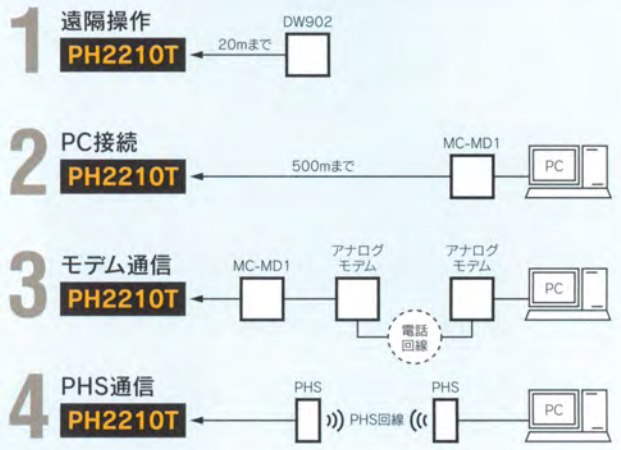 1
遠隔操作
DW902
PH2210T
20mまで
2
PC接続
MC-MD1
PH2210T
500mまで
PC
3
モデム通信
MC-MD1
アナログ
モデム
アナログ
モデム
PH2210T
PC
電話
回線
4
PHS通信
PHS
PHS
PH2210T
PHS回線
PC